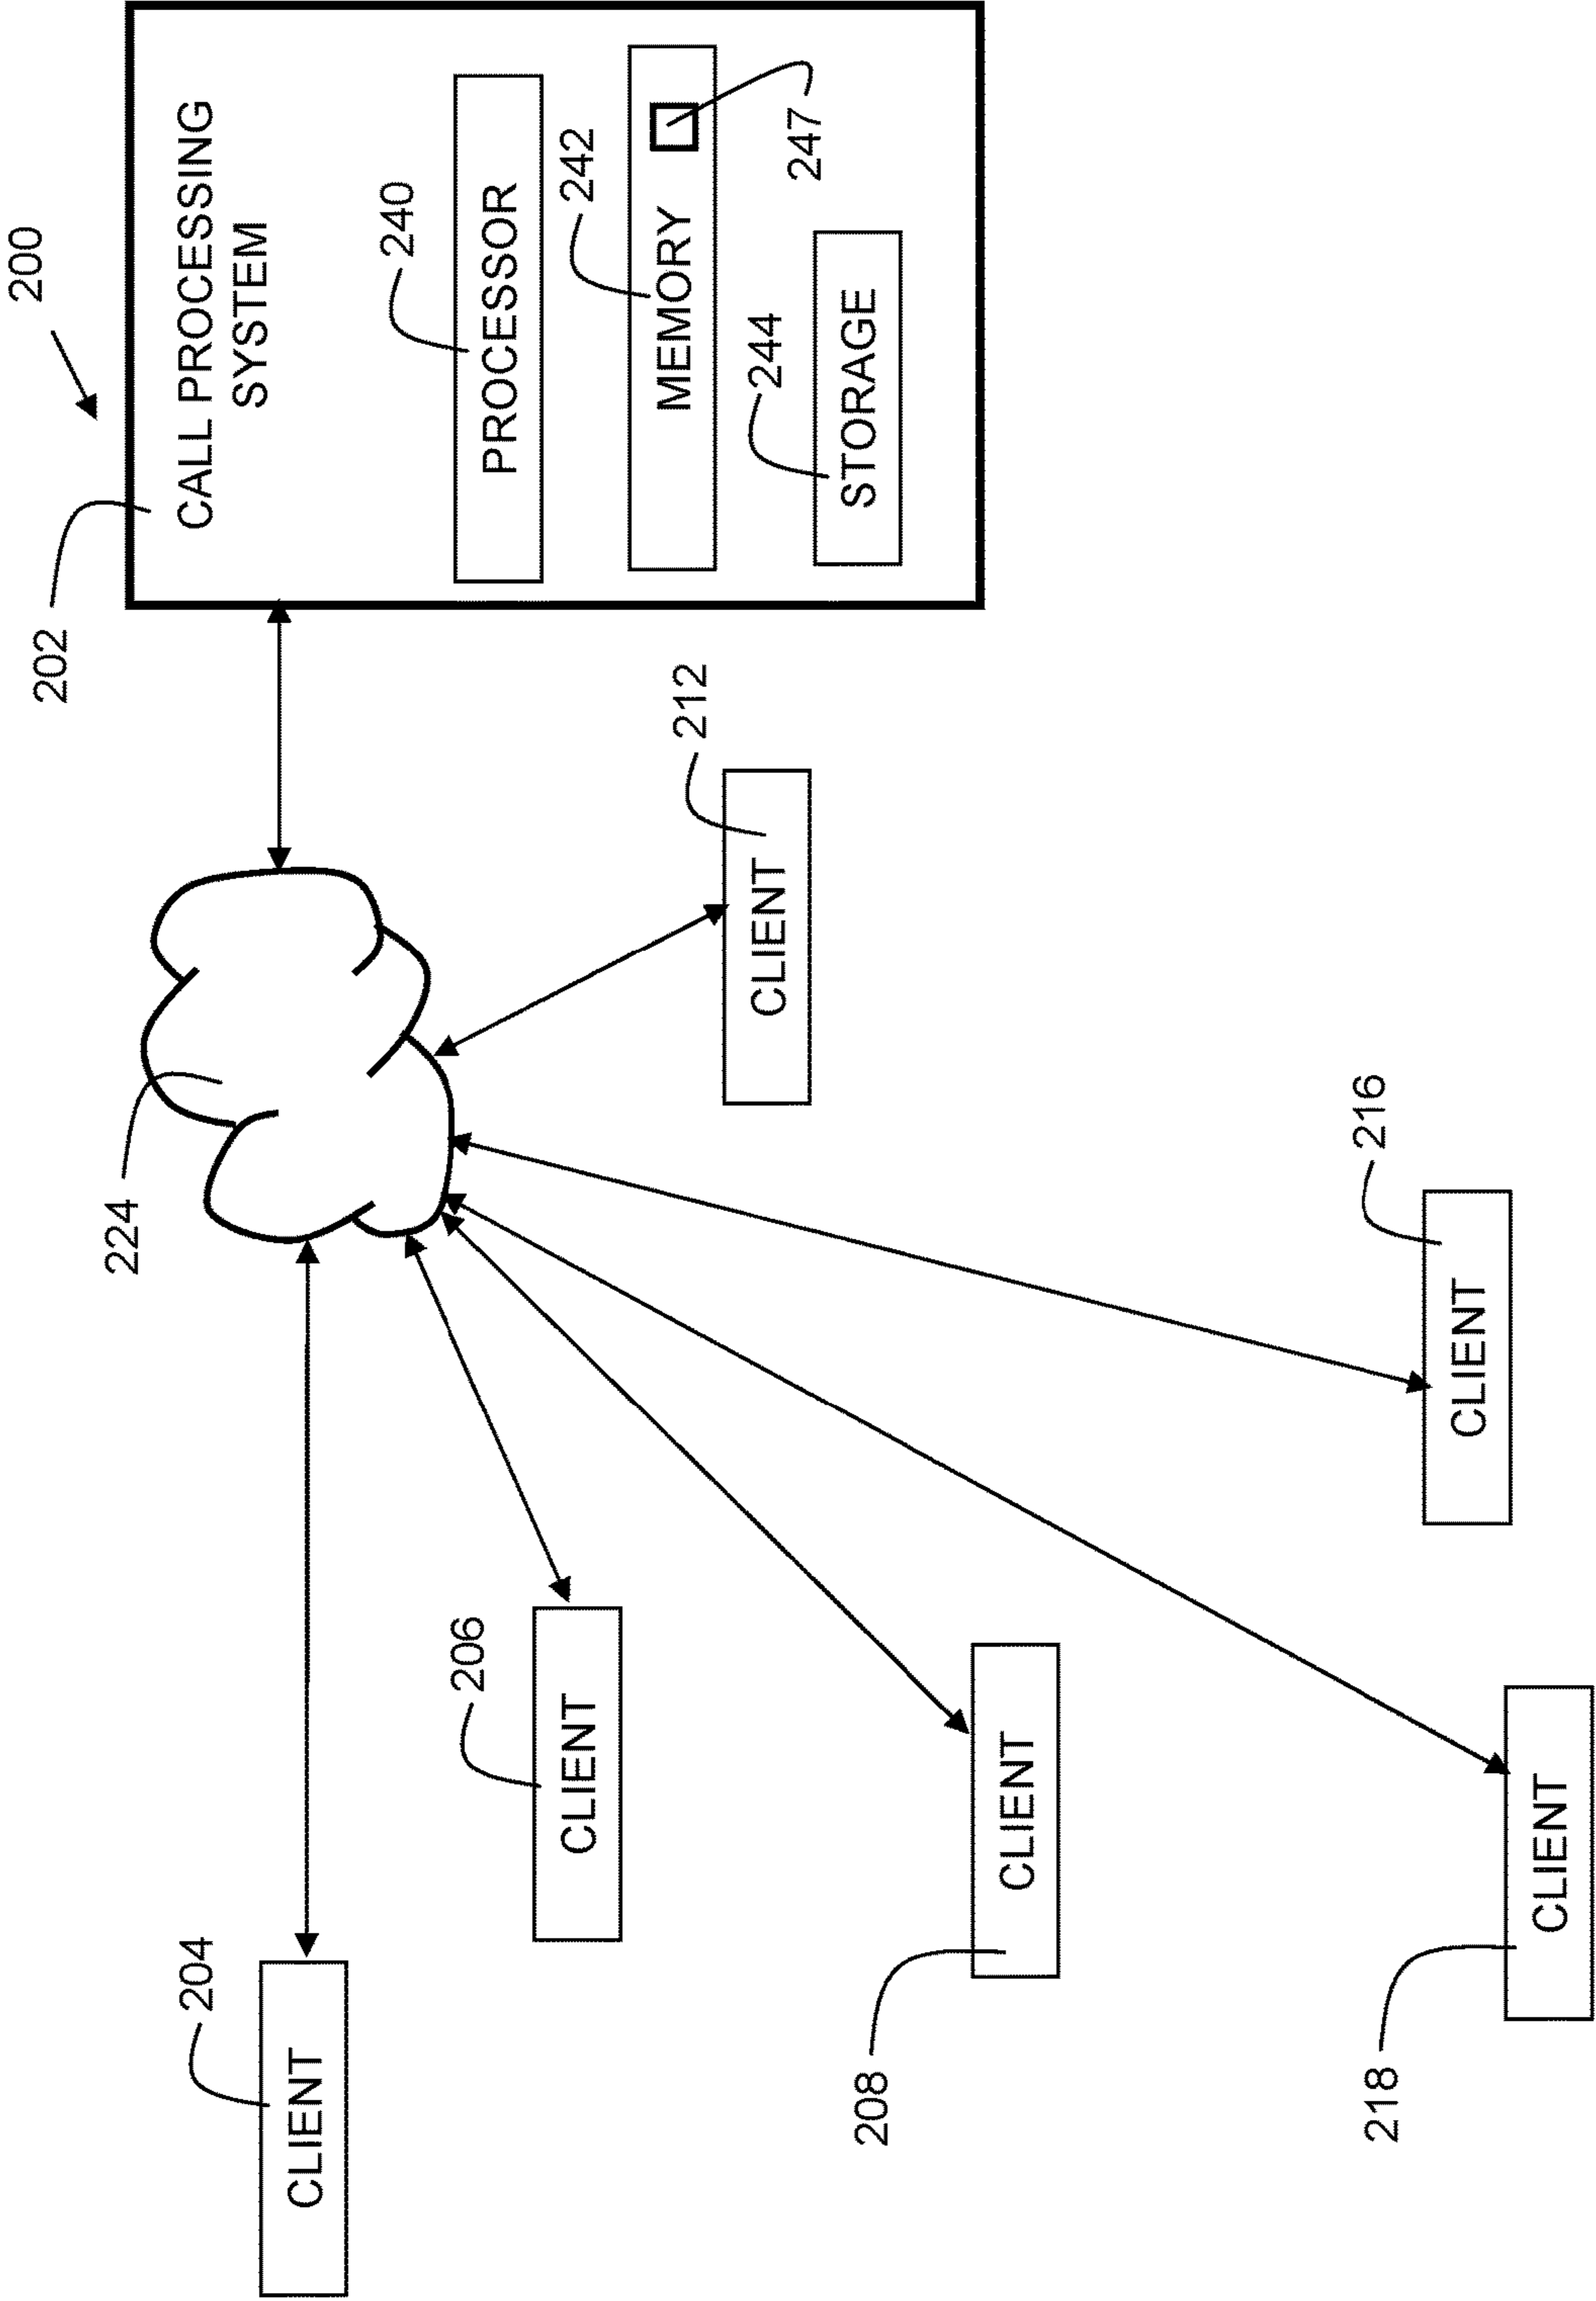 200
202
CALL PROCESSING
SYSTEM
240
PROCESSOR
242
MEMORY
247
244
STORAGE
224
204
CLIENT
206
CLIENT
212
CLIENT
208
CLIENT
216
CLIENT
218
CLIENT